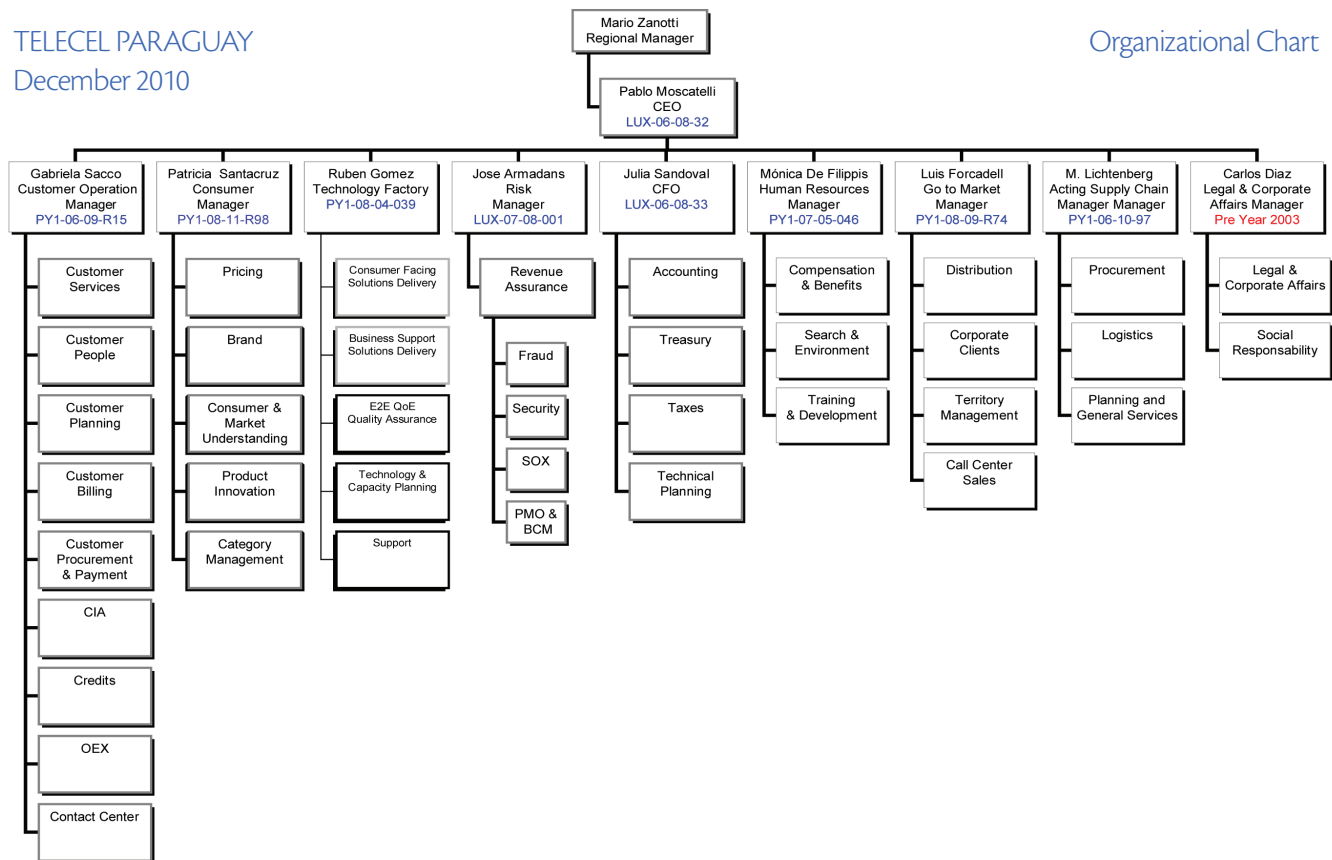 TELECEL PARAGUAY
December 2010
Organizational Chart
Mario Zanotti
Regional Manager
Pablo Moscatelli
CEO
LUX-06-08-32
Gabriela Sacco
Customer Operation
Manager
PY1-06-09-R15
Patricia Santacruz
Consumer
Manager
PY1-08-11-R98
Ruben Gomez
Technology Factory
PY1-08-04-039
Jose Armadans
Risk
Manager
LUX-07-08-001
Julia Sandoval
CFO
LUX-06-08-33
Mónica De Filippis
Human Resources
Manager
PY1-07-05-046
Luis Forcadell
Go to Market
Manager
PY1-08-09-R74
M. Lichtenberg
Acting Supply Chain
Manager Manager
PY1-06-10-97
Carlos Diaz
Legal & Corporate
Affairs Manager
Pre Year 2003
Customer
Services
Customer
People
Customer
Planning
Customer
Billing
Customer
Procurement
& Payment
CIA
Credits
OEX
Contact Center
Pricing
Brand
Consumer &
Market
Understanding
Product
Innovation
Category
Management
Consumer Facing
Solutions Delivery
Business Support
Solutions Delivery
E2E QoE
Quality Assurance
Technology &
Capacity Planning
Support
Revenue
Assurance
Fraud
Security
SOX
PMO &
BCM
Accounting
Treasury
Taxes
Technical
Planning
Compensation
& Benefits
Search &
Environment
Training
& Development
Distribution
Corporate
Clients
Territory
Management
Call Center
Sales
Procurement
Logistics
Planning and
General Services
Legal &
Corporate Affairs
Social
Responsability